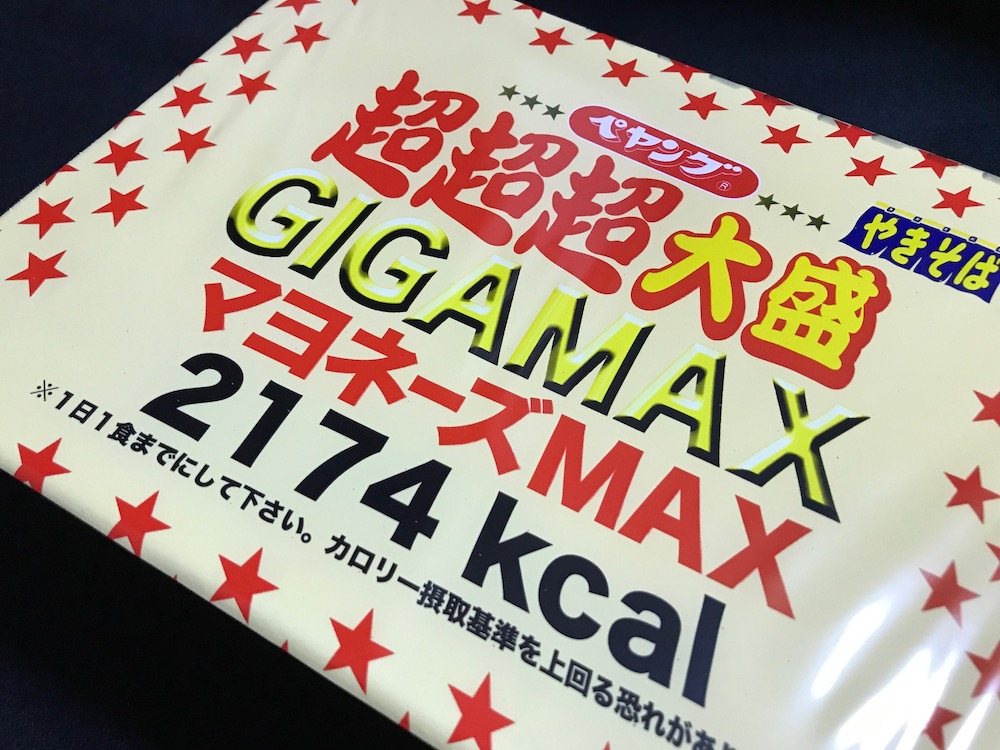 ペヤング®
超超超大盛
やきそば
GIGAMAX
マヨネーズMAX
2174 kcal
※1日1食までにして下さい。カロリー摂取基準を上回る恐れがあ